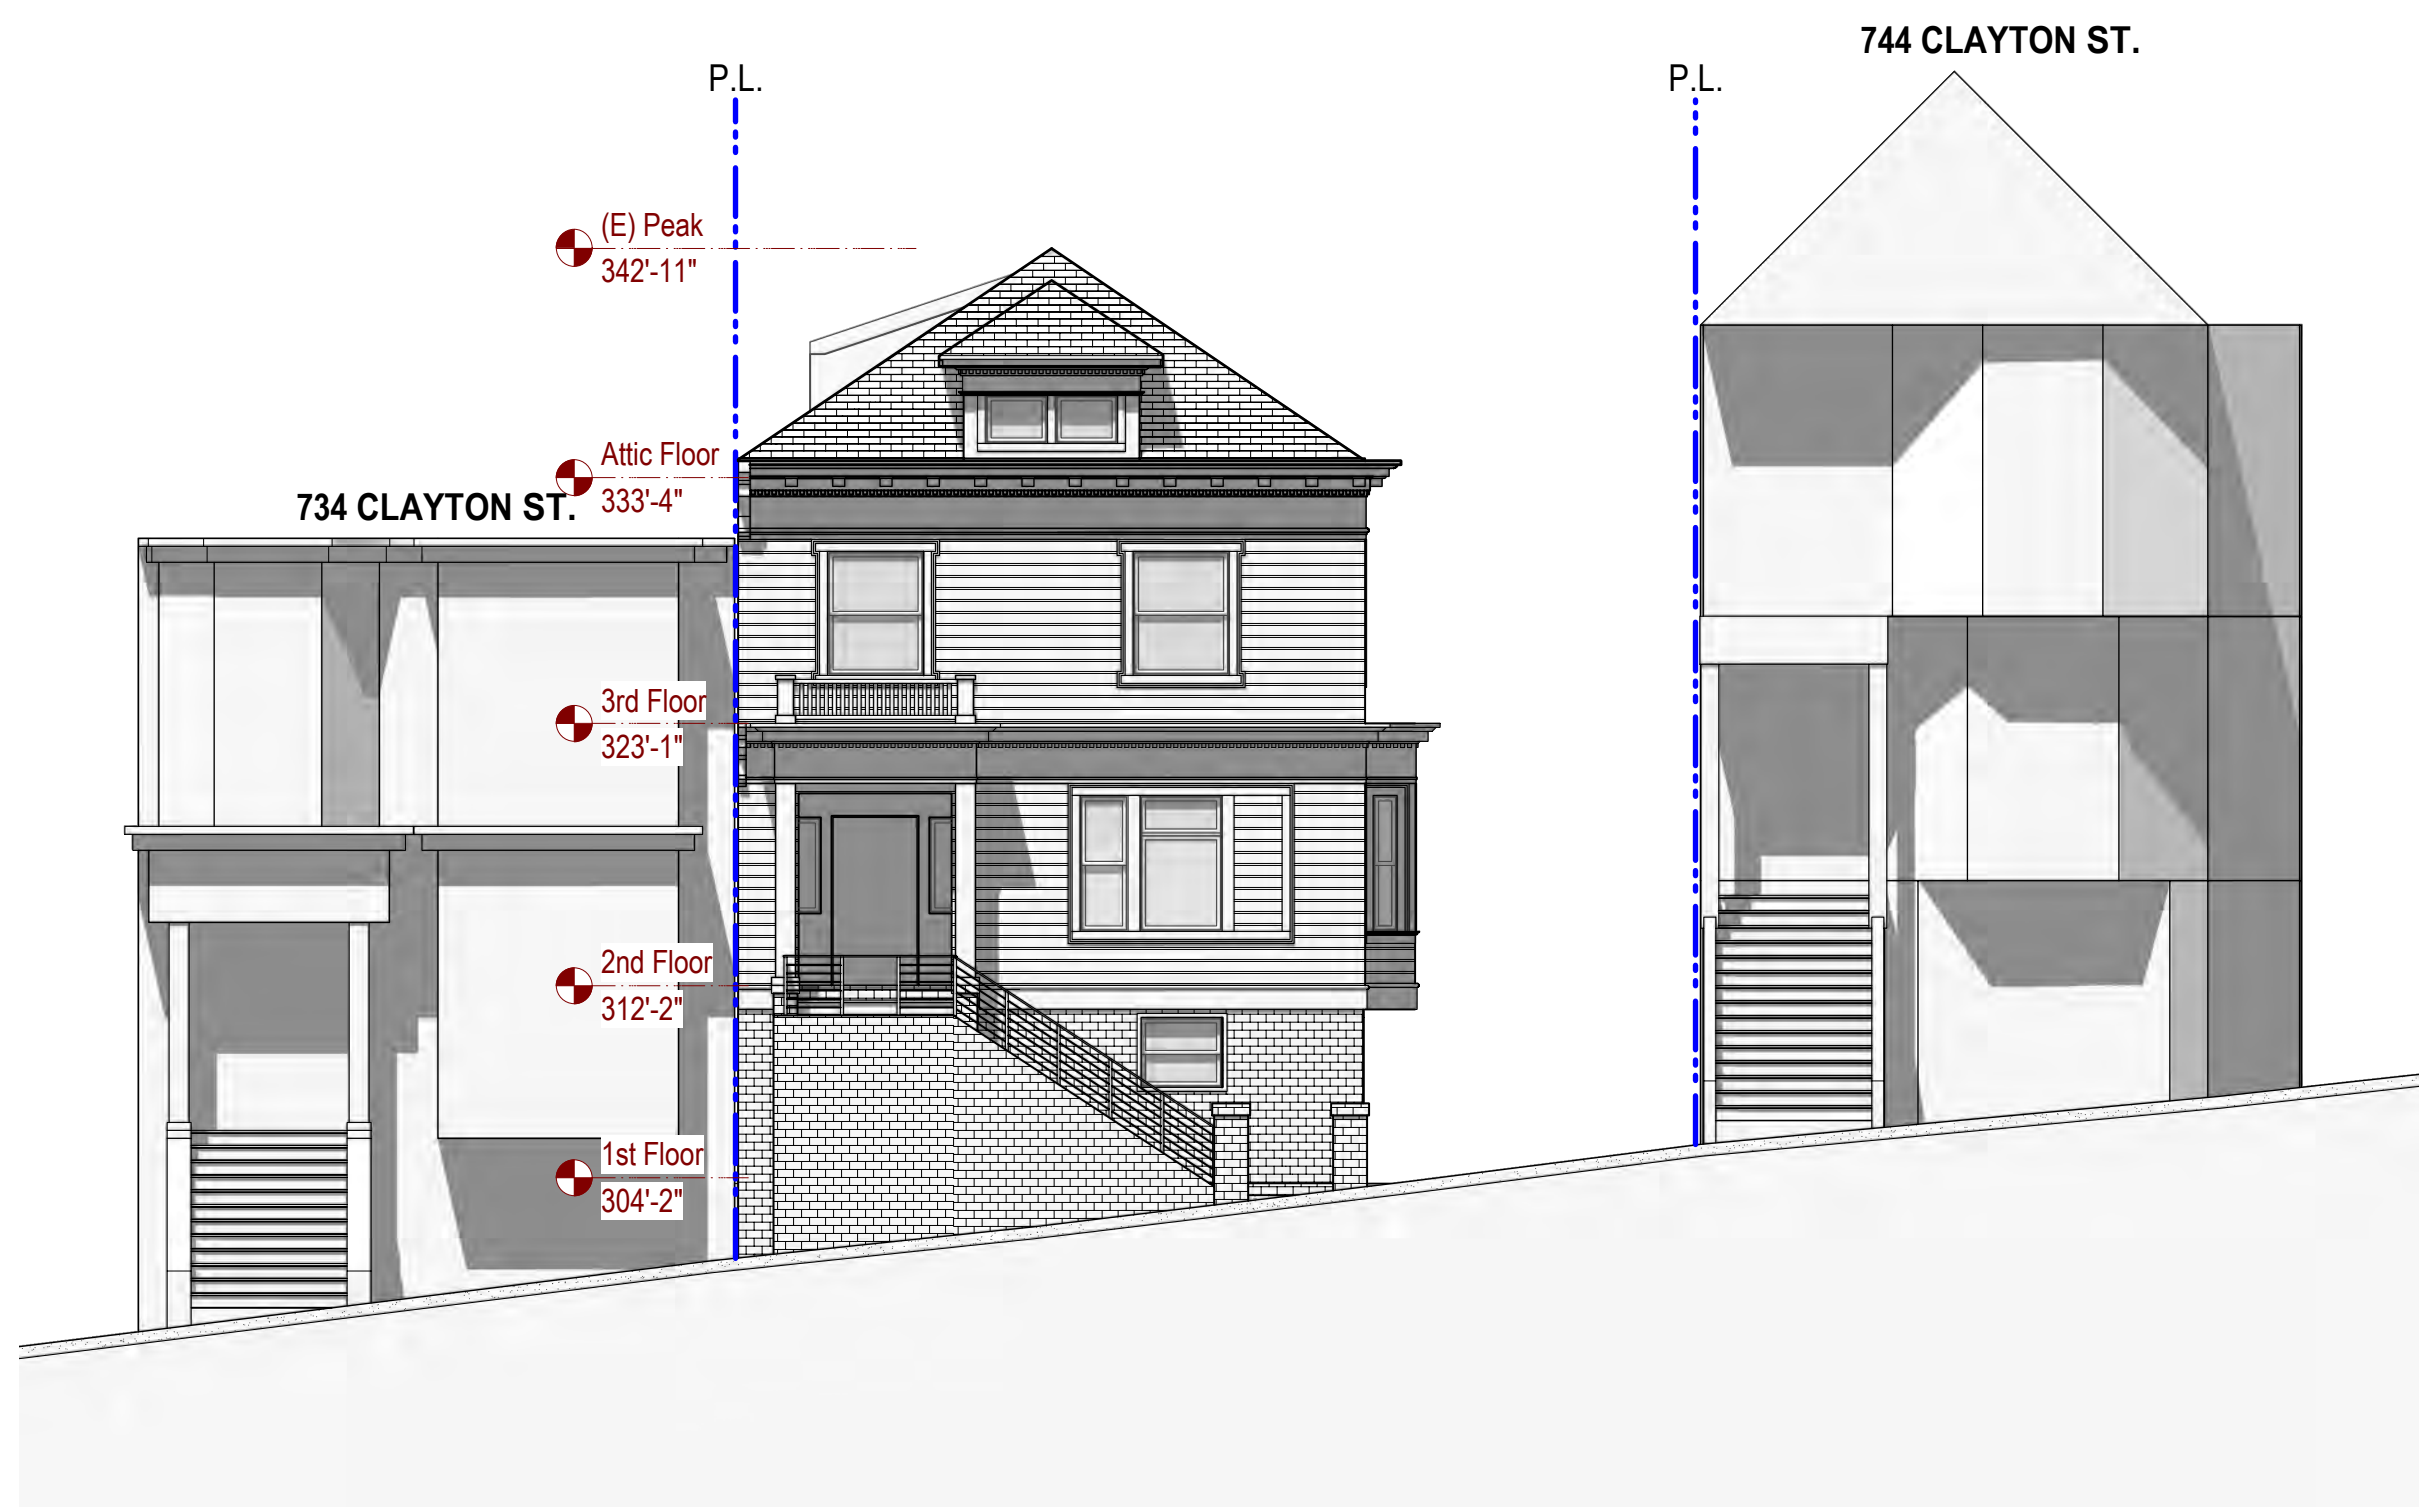 744 CLAYTON ST.
P.L.
P.L.
(E) Peak
342'-11"
Attic Floor
333'-4"
734 CLAYTON ST.
3rd Floor
323'-1"
2nd Floor
312'-2"
1st Floor
304'-2"